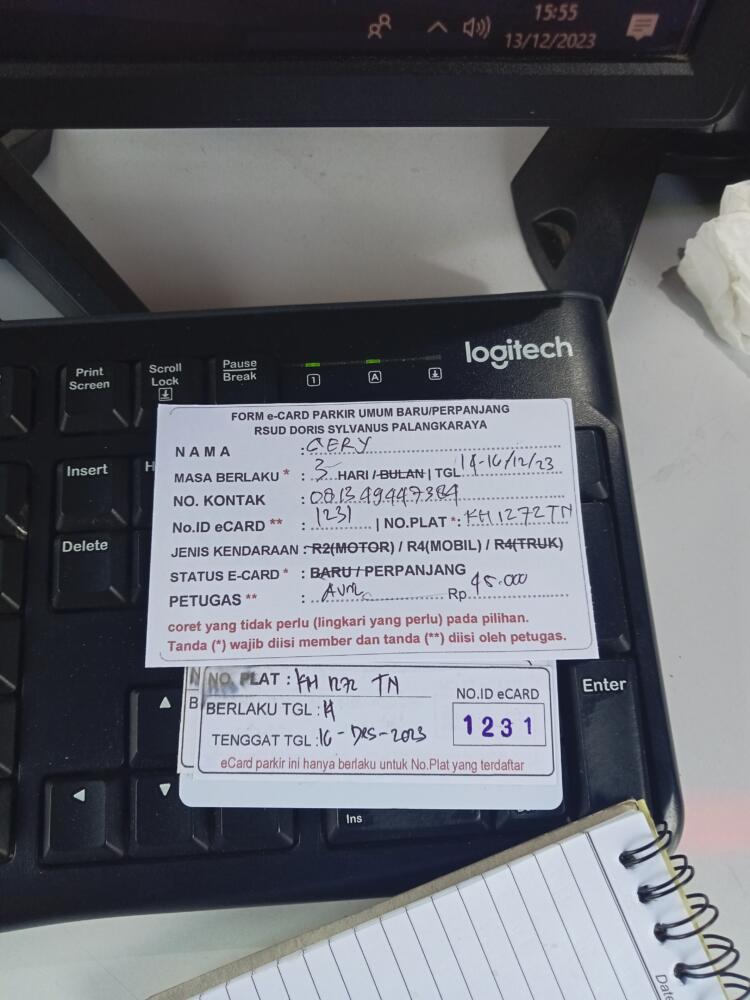 15:55
13/12/2023
logitech
Print Screen
Scroll Lock
Pause Break
1 A
FORM e-CARD PARKIR UMUM BARU/PERPANJANG
RSUD DORIS SYLVANUS PALANGKARAYA
N A M A : GERY
MASA BERLAKU * : 3 HARI / BULAN | TGL 14-16/12/23
NO. KONTAK : 081349447384
No.ID eCARD ** : 1231 | NO.PLAT *: KH 1272 TN
JENIS KENDARAAN : R2(MOTOR) / R4(MOBIL) / R4(TRUK)
STATUS E-CARD * : BARU / PERPANJANG
PETUGAS ** : Rp 45.000
coret yang tidak perlu (lingkari yang perlu) pada pilihan.
Tanda (*) wajib diisi member dan tanda (**) diisi oleh petugas.
Insert
H
Delete
N
B
NO. PLAT : KH 1272 TN
BERLAKU TGL : 14
TENGGAT TGL : 16 - DES - 2023
NO.ID eCARD
1231
eCard parkir ini hanya berlaku untuk No.Plat yang terdaftar
Enter
Ins
Date